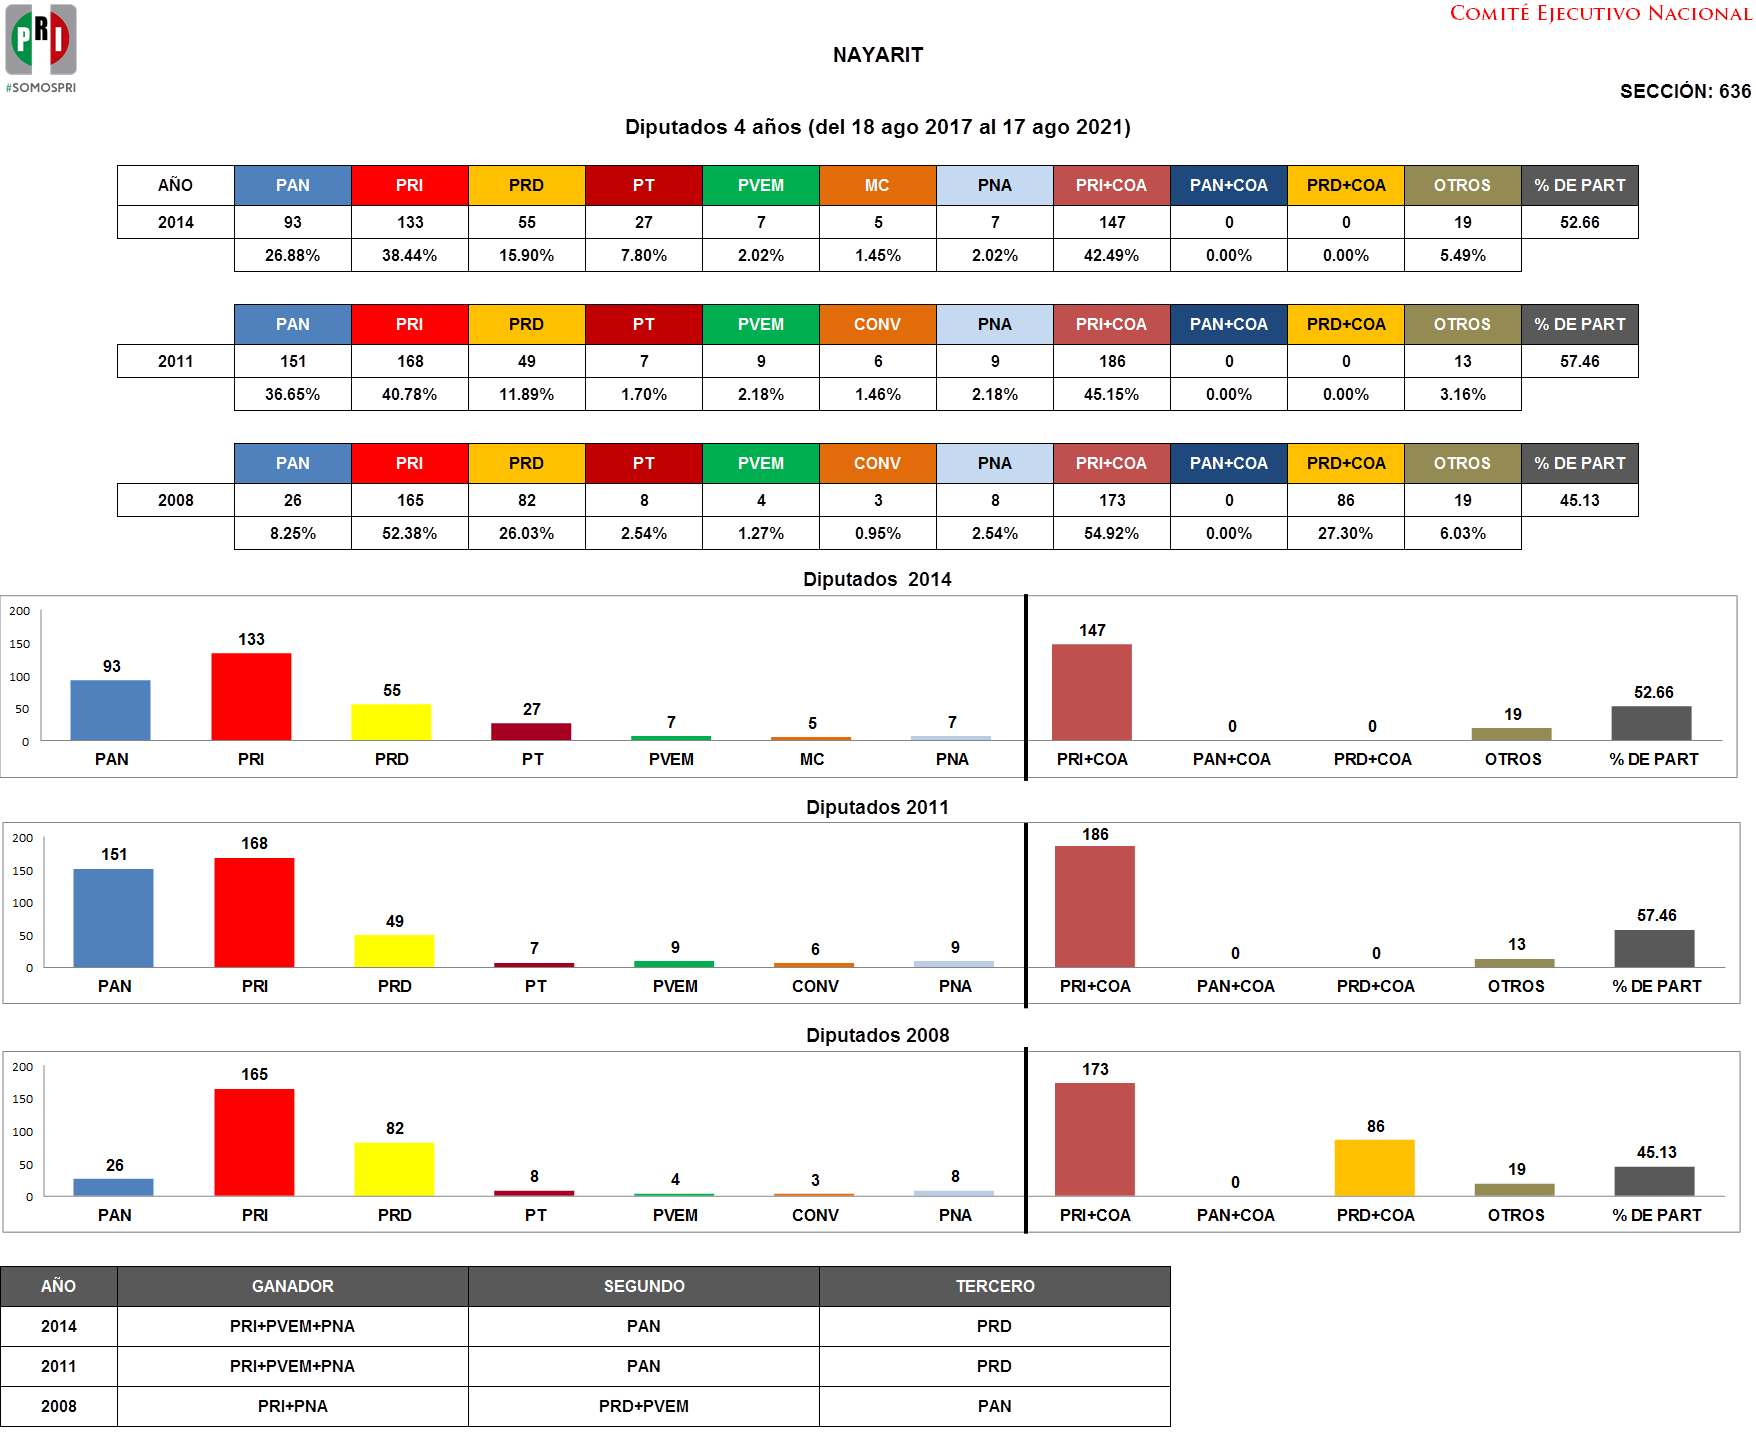 PRI
#SOMOSPRI
COMITÉ EJECUTIVO NACIONAL
NAYARIT
SECCIÓN: 636
Diputados 4 años (del 18 ago 2017 al 17 ago 2021)
AÑO PAN PRI PRD PT PVEM MC PNA PRI+COA PAN+COA PRD+COA OTROS % DE PART
2014 93 133 55 27 7 5 7 147 0 0 19 52.66
26.88% 38.44% 15.90% 7.80% 2.02% 1.45% 2.02% 42.49% 0.00% 0.00% 5.49%
PAN PRI PRD PT PVEM CONV PNA PRI+COA PAN+COA PRD+COA OTROS % DE PART
2011 151 168 49 7 9 6 9 186 0 0 13 57.46
36.65% 40.78% 11.89% 1.70% 2.18% 1.46% 2.18% 45.15% 0.00% 0.00% 3.16%
PAN PRI PRD PT PVEM CONV PNA PRI+COA PAN+COA PRD+COA OTROS % DE PART
2008 26 165 82 8 4 3 8 173 0 86 19 45.13
8.25% 52.38% 26.03% 2.54% 1.27% 0.95% 2.54% 54.92% 0.00% 27.30% 6.03%
Diputados 2014
200
150
100
50
0
93 133 55 27 7 5 7 147 0 0 19 52.66
PAN PRI PRD PT PVEM MC PNA PRI+COA PAN+COA PRD+COA OTROS % DE PART
Diputados 2011
200
150
100
50
0
151 168 49 7 9 6 9 186 0 0 13 57.46
PAN PRI PRD PT PVEM CONV PNA PRI+COA PAN+COA PRD+COA OTROS % DE PART
Diputados 2008
200
150
100
50
0
26 165 82 8 4 3 8 173 0 86 19 45.13
PAN PRI PRD PT PVEM CONV PNA PRI+COA PAN+COA PRD+COA OTROS % DE PART
AÑO GANADOR SEGUNDO TERCERO
2014 PRI+PVEM+PNA PAN PRD
2011 PRI+PVEM+PNA PAN PRD
2008 PRI+PNA PRD+PVEM PAN